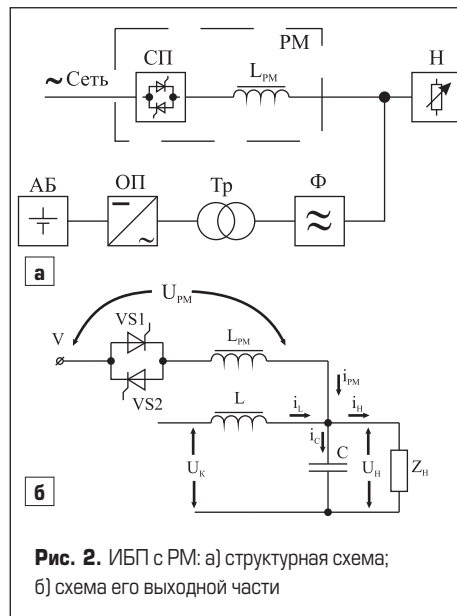 РМ
СП
Н
~ Сеть
L_РМ
АБ
ОП
Тр
Ф
а
U_РМ
V
VS1
L_РМ
VS2
i_РМ
L
i_L
i_Н
i_C
C
U_К
U_Н
Z_Н
б
Рис. 2. ИБП с РМ: а) структурная схема;
б) схема его выходной части